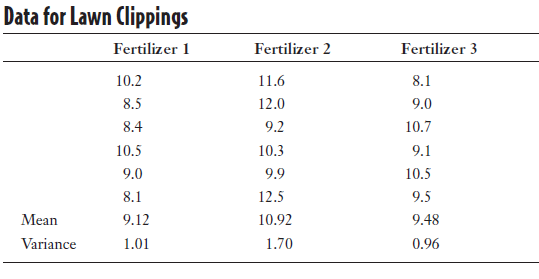 Data for Lawn Clippings
Fertilizer 1 Fertilizer 2 Fertilizer 3
10.2 11.6 8.1
8.5 12.0 9.0
8.4 9.2 10.7
10.5 10.3 9.1
9.0 9.9 10.5
8.1 12.5 9.5
Mean 9.12 10.92 9.48
Variance 1.01 1.70 0.96